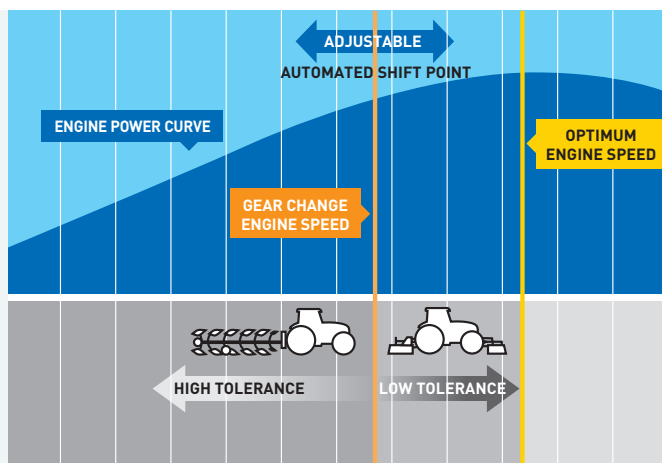 ADJUSTABLE
AUTOMATED SHIFT POINT
ENGINE POWER CURVE
OPTIMUM
ENGINE SPEED
GEAR CHANGE
ENGINE SPEED
HIGH TOLERANCE
LOW TOLERANCE